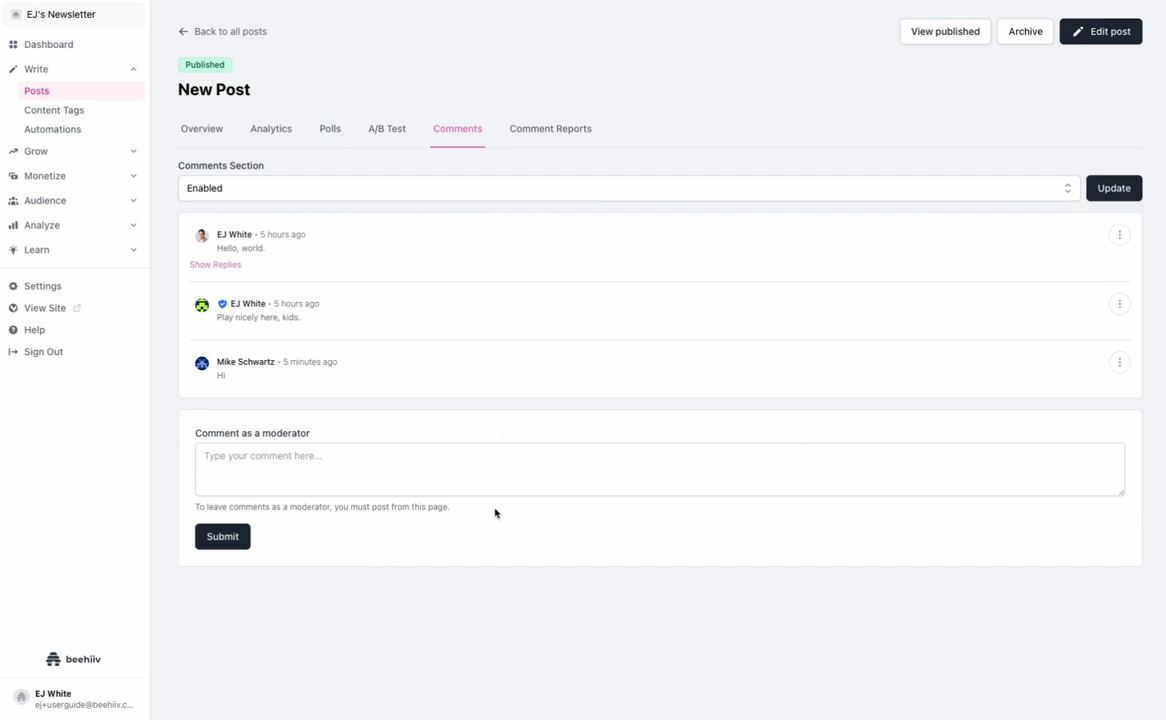 EJ's Newsletter
Dashboard
Write
Posts
Content Tags
Automations
Grow
Monetize
Audience
Analyze
Learn
Settings
View Site
Help
Sign Out
beehiiv
EJ White
ej+userguide@beehiiv.c...
Back to all posts
View published
Archive
Edit post
Published
New Post
Overview
Analytics
Polls
A/B Test
Comments
Comment Reports
Comments Section
Enabled
Update
EJ White • 5 hours ago
Hello, world.
Show Replies
EJ White • 5 hours ago
Play nicely here, kids.
Mike Schwartz • 5 minutes ago
Hi
Comment as a moderator
Type your comment here...
To leave comments as a moderator, you must post from this page.
Submit